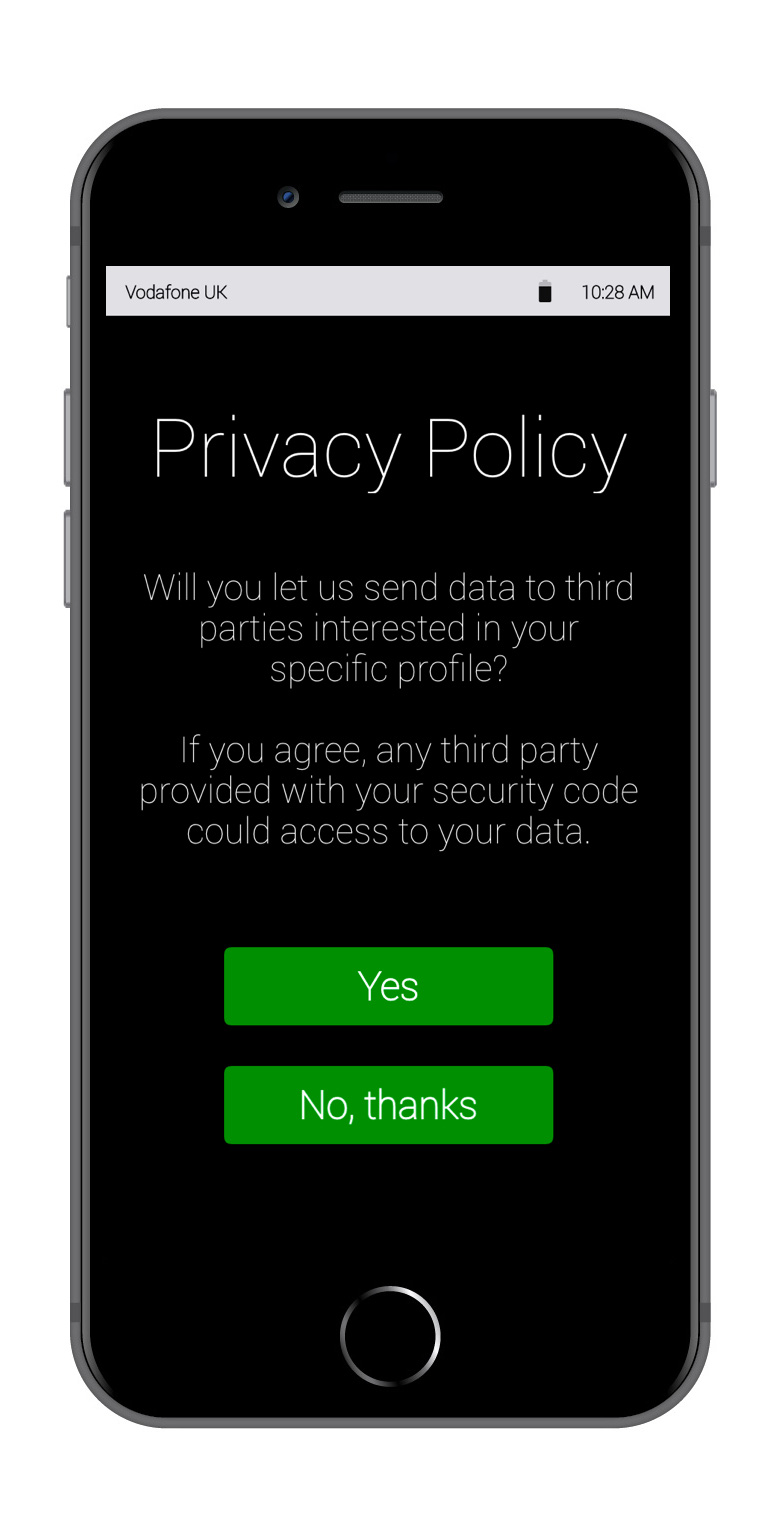 Vodafone UK 10:28 AM
Privacy Policy
Will you let us send data to third
parties interested in your
specific profile?
If you agree, any third party
provided with your security code
could access to your data.
Yes
No, thanks